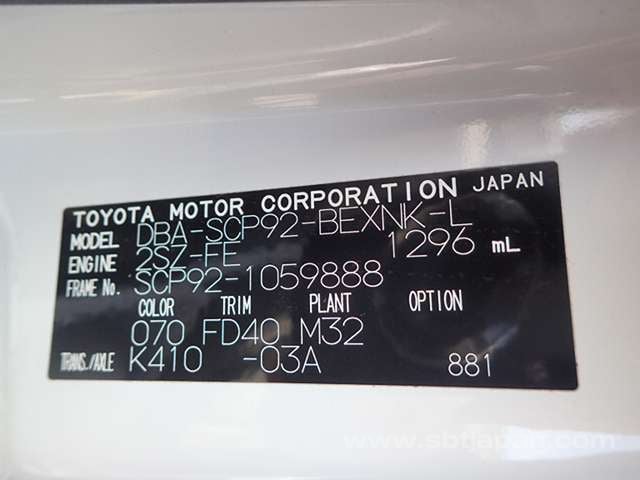 TOYOTA MOTOR CORPORATION JAPAN
MODEL DBA-SCP92-BEXNK-L
ENGINE 2SZ-FE 1296 mL
FRAME No. SCP92-1059888
COLOR TRIM PLANT OPTION
070 FD40 M32
TRANS./AXLE K410 -03A 881
www.sbtjapan.com